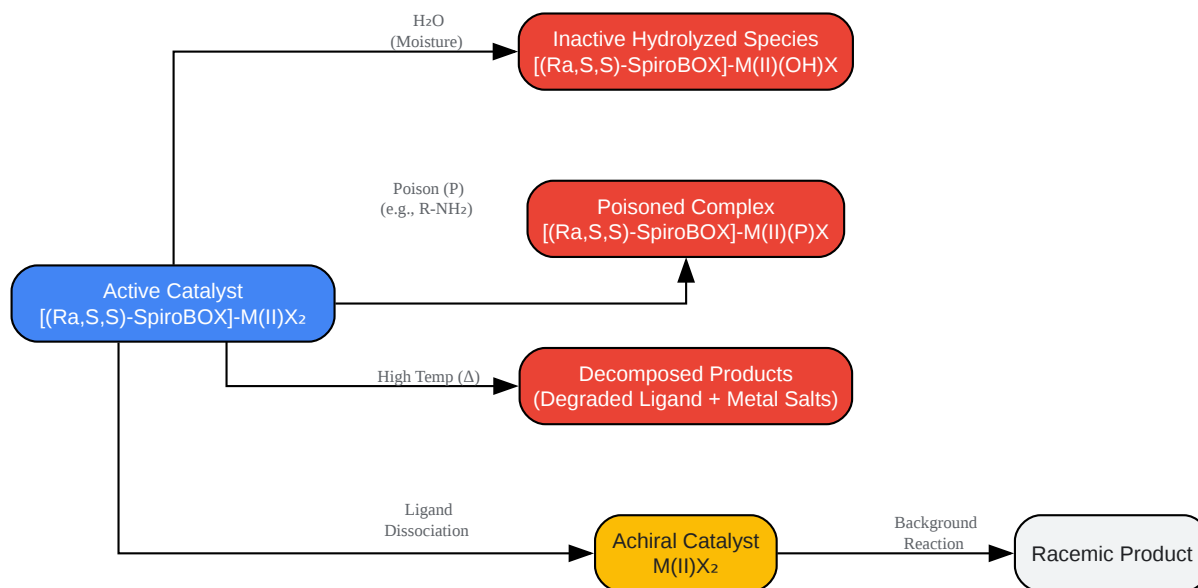 H₂O
(Moisture)
Inactive Hydrolyzed Species
[(Ra,S,S)-SpiroBOX]-M(II)(OH)X
Poison (P)
(e.g., R-NH₂)
Poisoned Complex
[(Ra,S,S)-SpiroBOX]-M(II)(P)X
Active Catalyst
[(Ra,S,S)-SpiroBOX]-M(II)X₂
High Temp (Δ)
Decomposed Products
(Degraded Ligand + Metal Salts)
Ligand
Dissociation
Achiral Catalyst
M(II)X₂
Background
Reaction
Racemic Product